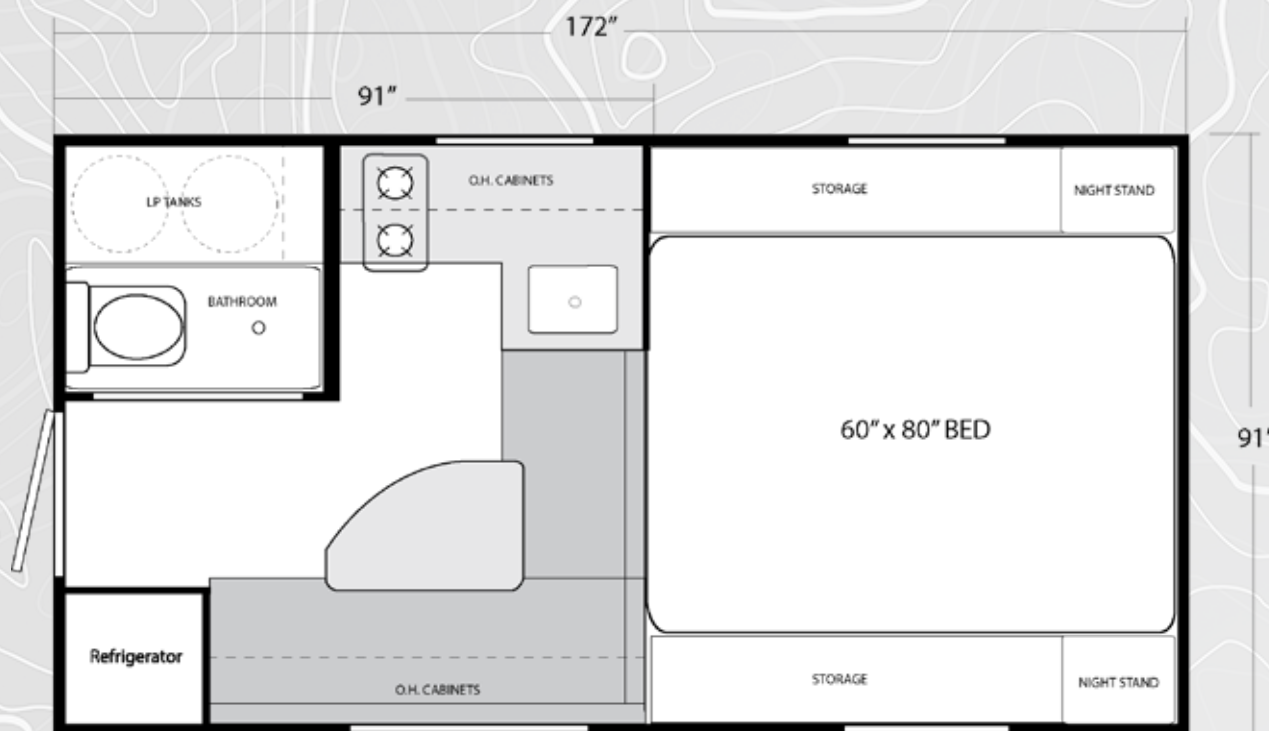 172”
91”
LP TANKS
O.H. CABINETS
STORAGE
NIGHT STAND
BATHROOM
60” x 80” BED
91”
Refrigerator
O.H. CABINETS
STORAGE
NIGHT STAND